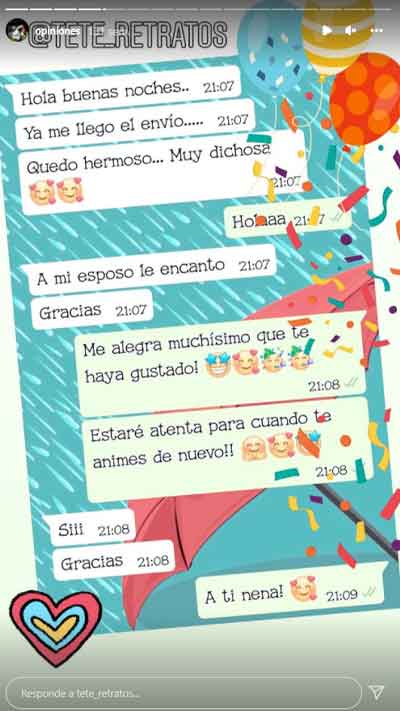 @TETE_RETRATOS
opiniones
Hola buenas noches.. 21:07
Ya me llego el envío..... 21:07
Quedo hermoso... Muy dichosa
21:07
Holaaa
A mi esposo le encanto 21:07
Gracias 21:07
Me alegra muchísimo que te
haya gustado!
21:08
Estaré atenta para cuando te
animes de nuevo!!
21:08
Siii 21:08
Gracias 21:08
A ti nena! 21:09
Responde a tete_retratos...